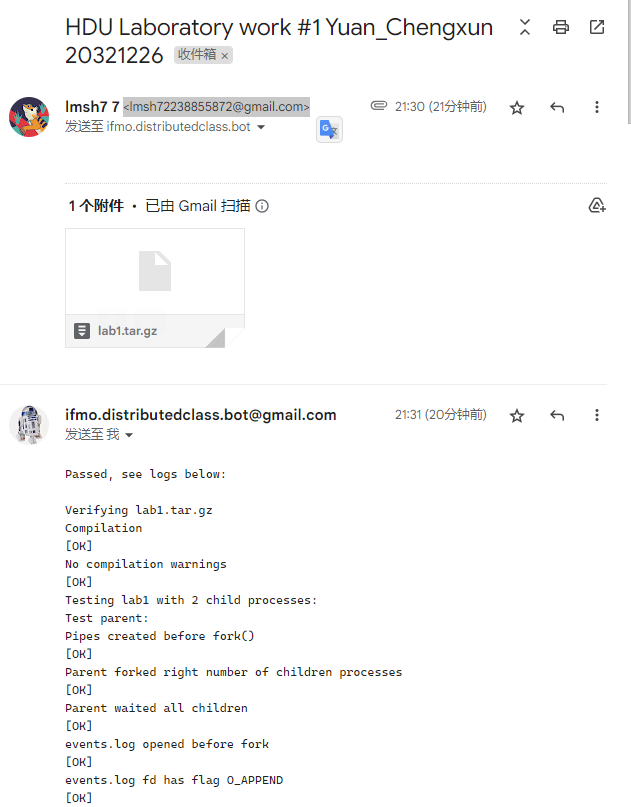 HDU Laboratory work #1 Yuan_Chengxun
20321226 收件箱 ×
lmsh7 7 <lmsh72238855872@gmail.com> 21:30 (21分钟前)
发送至 ifmo.distributedclass.bot
G
1 个附件 • 已由 Gmail 扫描
lab1.tar.gz
ifmo.distributedclass.bot@gmail.com 21:31 (20分钟前)
发送至 我
Passed, see logs below:
Verifying lab1.tar.gz
Compilation
[OK]
No compilation warnings
[OK]
Testing lab1 with 2 child processes:
Test parent:
Pipes created before fork()
[OK]
Parent forked right number of children processes
[OK]
Parent waited all children
[OK]
events.log opened before fork
[OK]
events.log fd has flag O_APPEND
[OK]